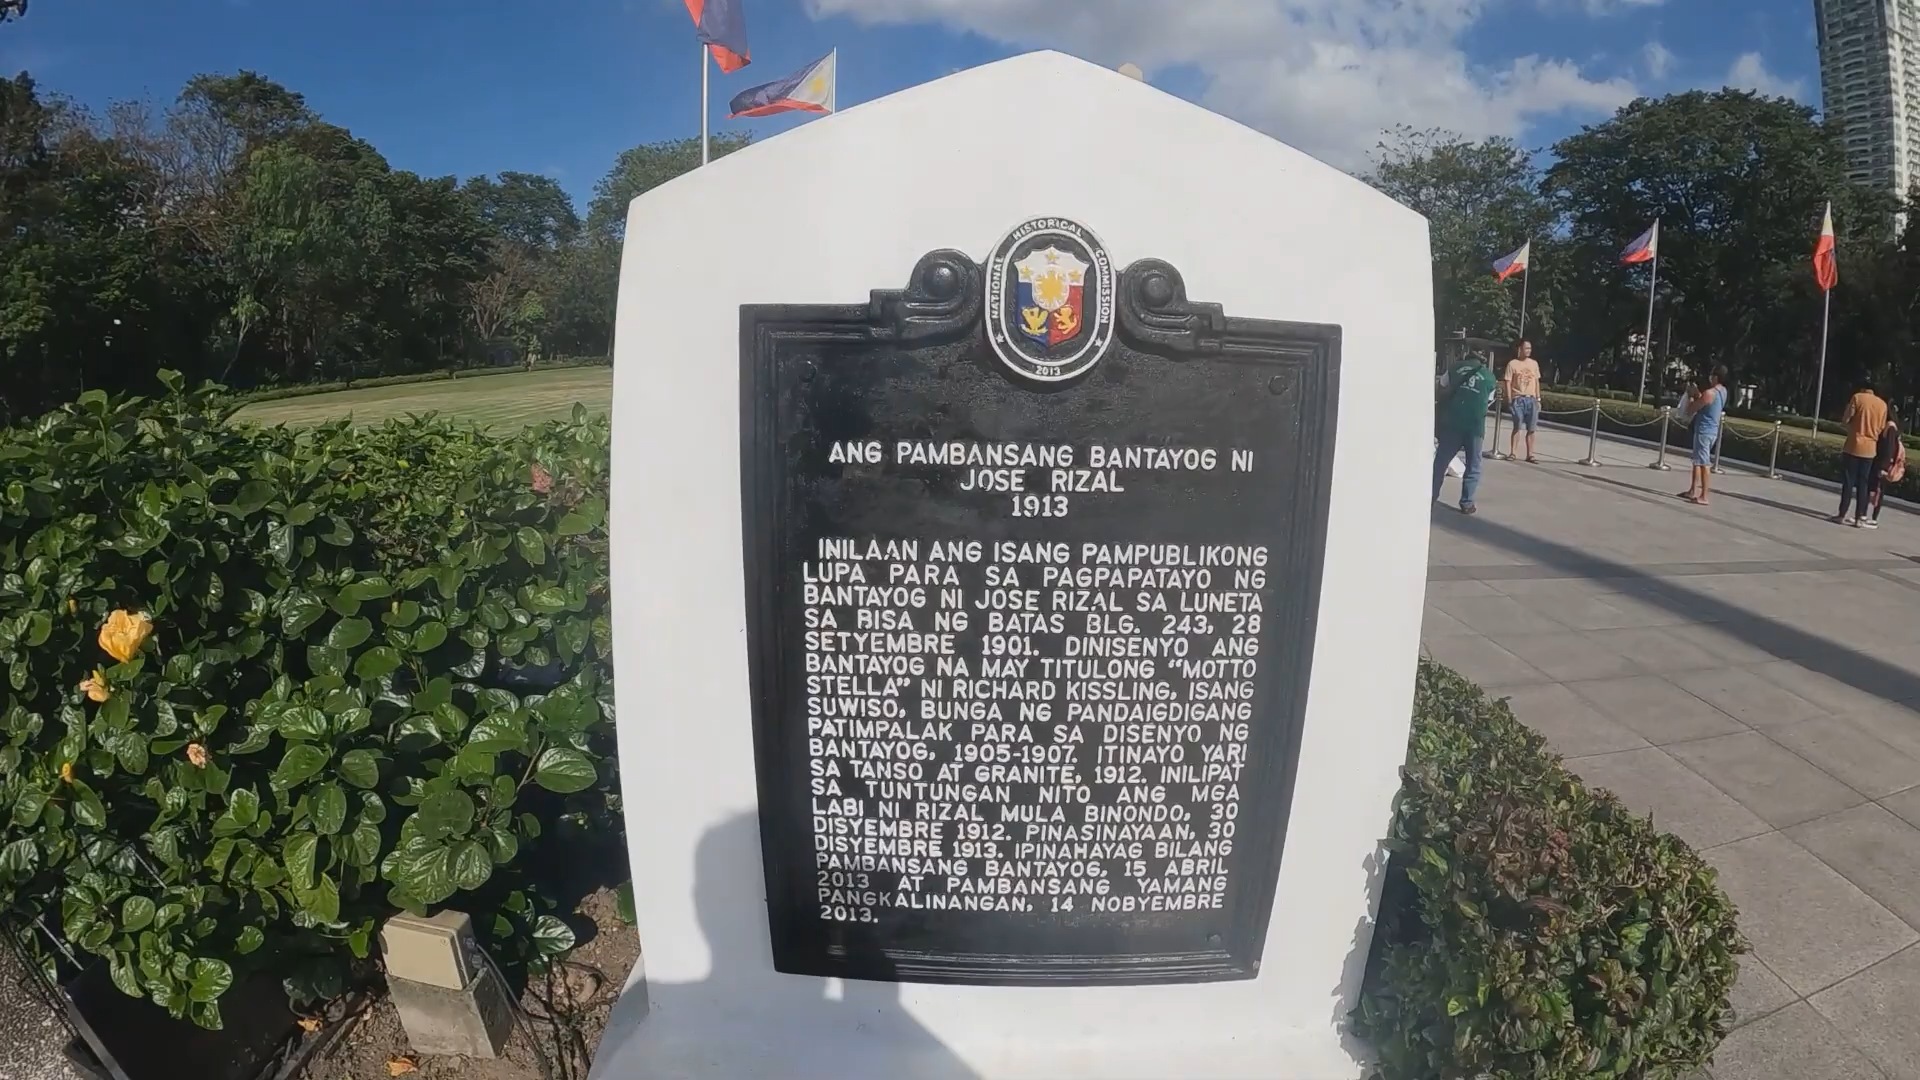 NATIONAL HISTORICAL COMMISSION
2013
ANG PAMBANSANG BANTAYOG NI
JOSE RIZAL
1913
INILAAN ANG ISANG PAMPUBLIKONG
LUPA PARA SA PAGPAPATAYO NG
BANTAYOG NI JOSE RIZAL SA LUNETA
SA BISA NG BATAS BLG. 243, 28
SETYEMBRE 1901. DINISENYO ANG
BANTAYOG NA MAY TITULONG "MOTTO
STELLA" NI RICHARD KISSLING, ISANG
SUWISO, BUNGA NG PANDAIGDIGANG
PATIMPALAK PARA SA DISENYO NG
BANTAYOG, 1905-1907. ITINAYO YARI
SA TANSO AT GRANITE, 1912. INILIPAT
SA TUNTUNGAN NITO ANG MGA
LABI NI RIZAL MULA BINONDO, 30
DISYEMBRE 1912. PINASINAYAAN, 30
DISYEMBRE 1913. IPINAHAYAG BILANG
PAMBANSANG BANTAYOG, 15 ABRIL
2013 AT PAMBANSANG YAMANG
PANGKALINANGAN, 14 NOBYEMBRE
2013.